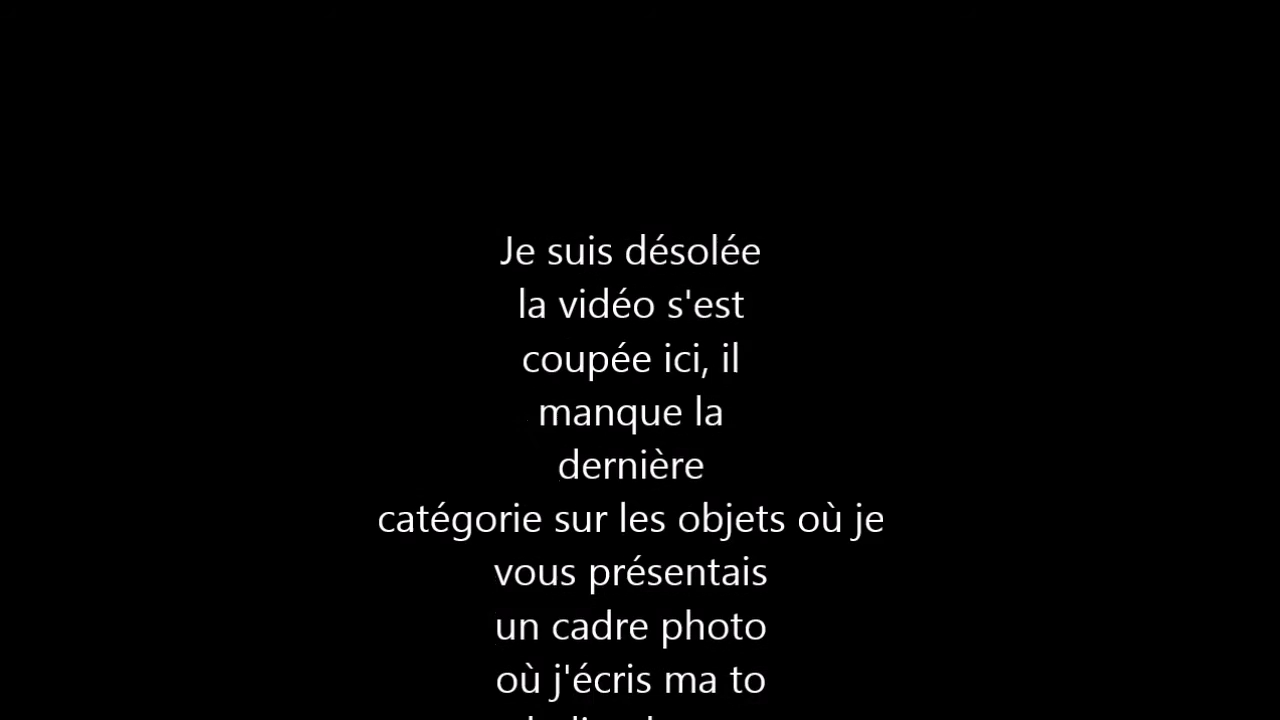 Je suis désolée
la vidéo s'est
coupée ici, il
manque la
dernière
catégorie sur les objets où je
vous présentais
un cadre photo
où j'écris ma to